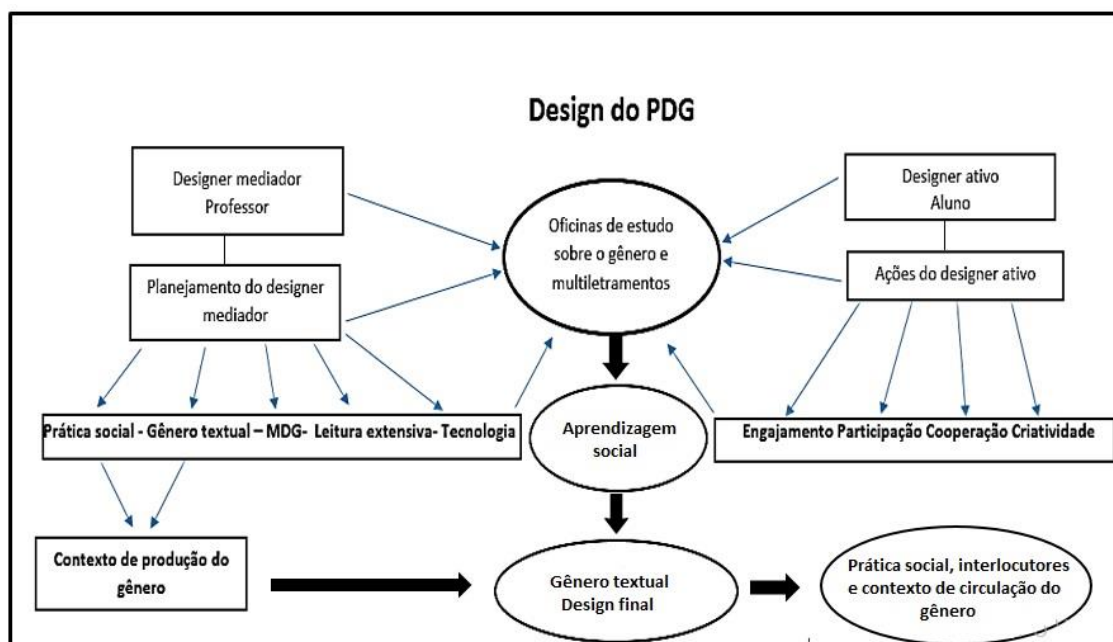 Design do PDG
Designer mediador
Professor
Planejamento do designer
mediador
Prática social - Gênero textual – MDG- Leitura extensiva- Tecnologia
Contexto de produção do
gênero
Oficinas de estudo
sobre o gênero e
multiletramentos
Aprendizagem
social
Gênero textual
Design final
Designer ativo
Aluno
Ações do designer ativo
Engajamento Participação Cooperação Criatividade
Prática social, interlocutores
e contexto de circulação do
gênero